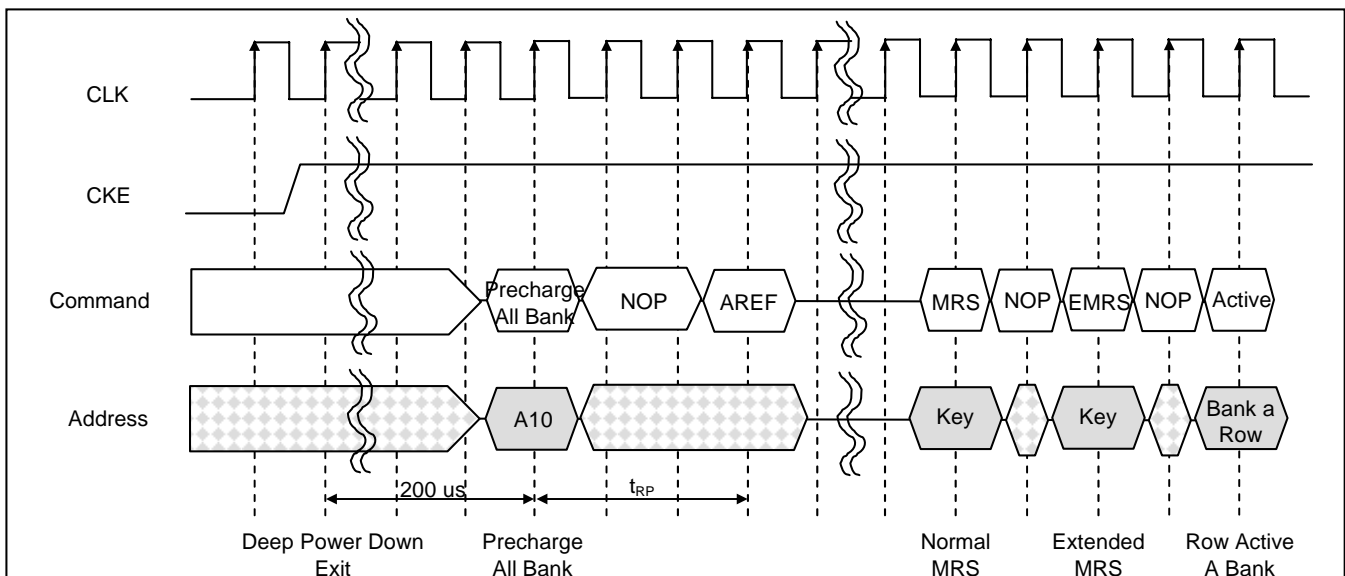 CLK
CKE
Command
Precharge
All Bank
NOP
AREF
MRS
NOP
EMRS
NOP
Active
Address
A10
Key
Key
Bank a
Row
200 us
tRP
Deep Power Down
Exit
Precharge
All Bank
Normal
MRS
Extended
MRS
Row Active
A Bank